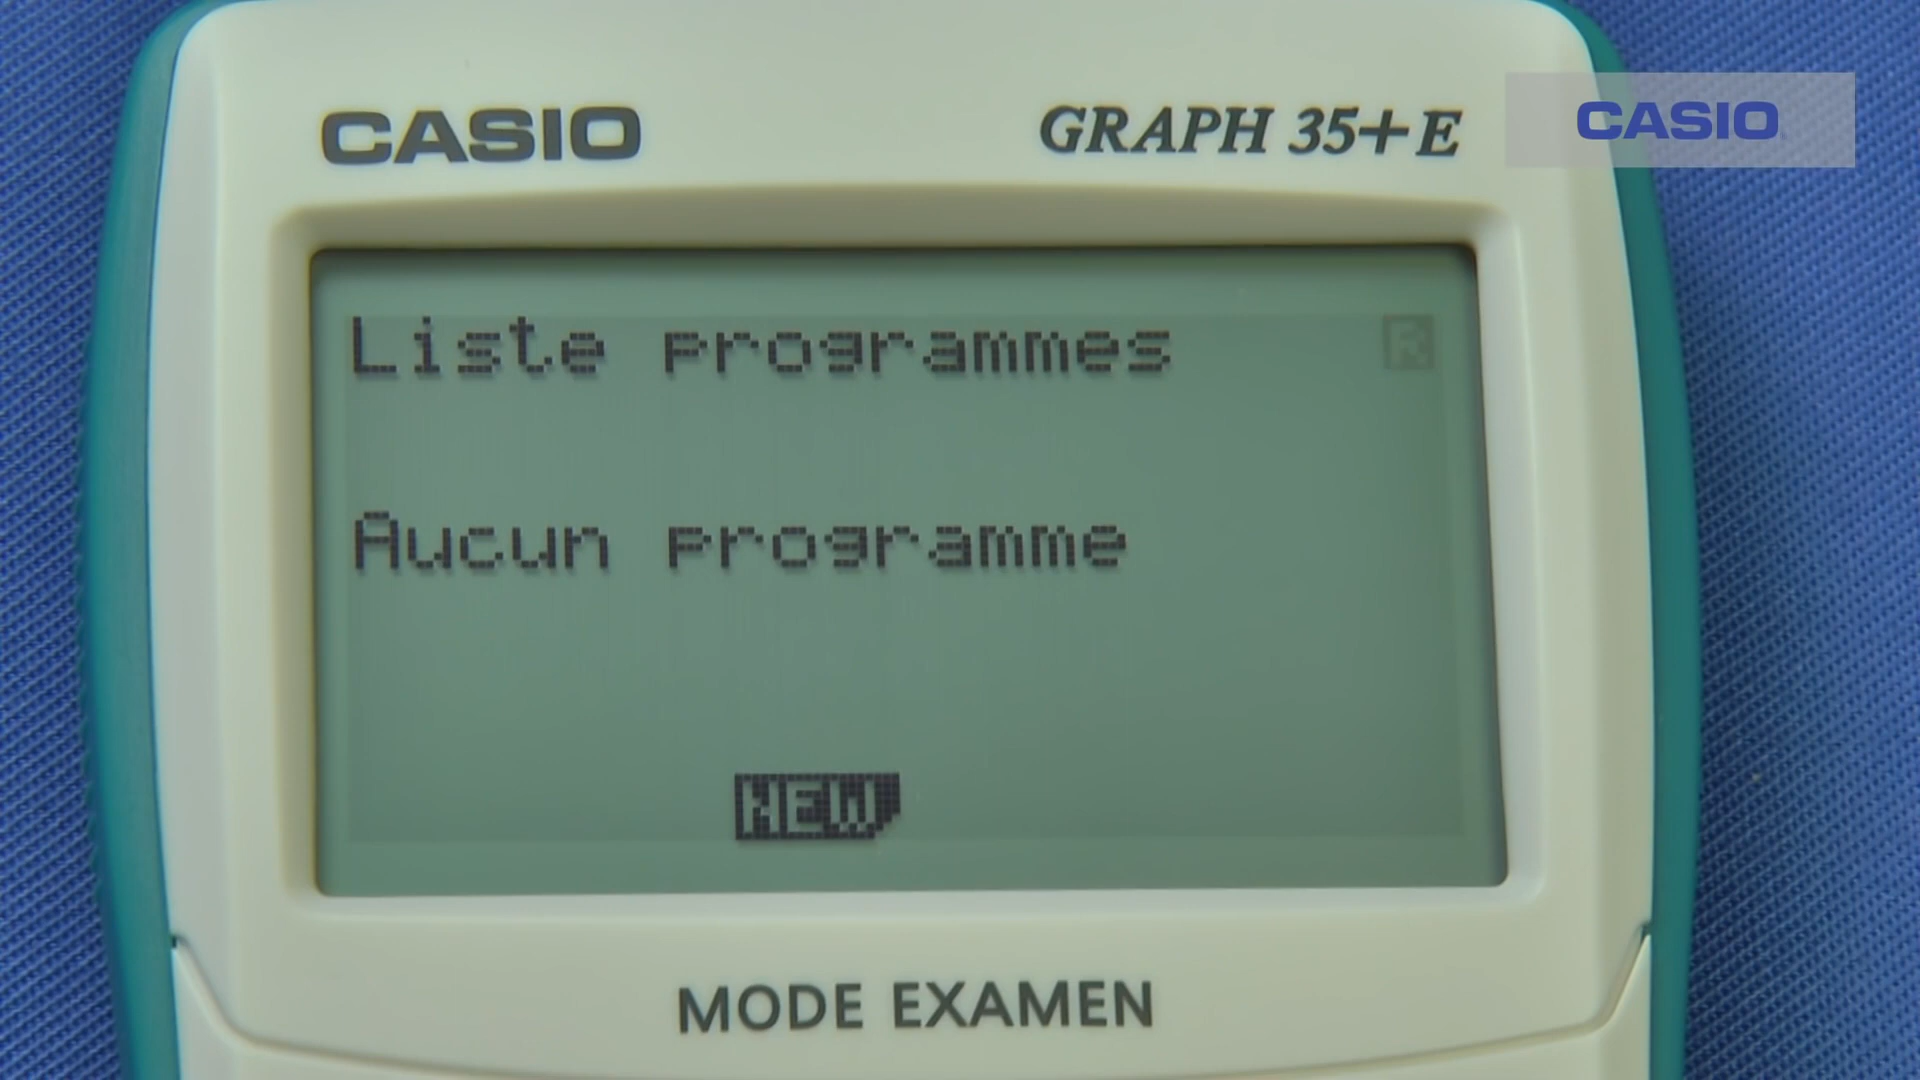 CASIO GRAPH 35+E
CASIO
Liste programmes R
Aucun programme
NEW
MODE EXAMEN